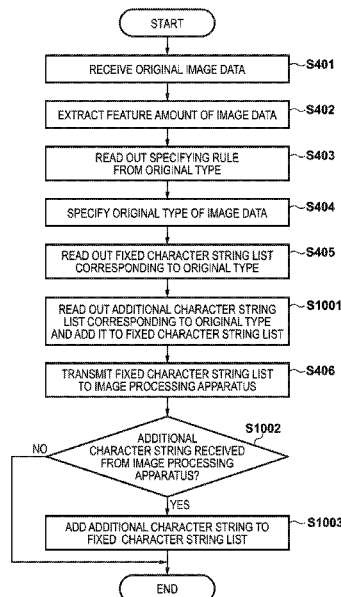 START
RECEIVE ORIGINAL IMAGE DATA
S401
EXTRACT FEATURE AMOUNT OF IMAGE DATA
S402
READ OUT SPECIFYING RULE
FROM ORIGINAL TYPE
S403
SPECIFY ORIGINAL TYPE OF IMAGE DATA
S404
READ OUT FIXED CHARACTER STRING LIST
CORRESPONDING TO ORIGINAL TYPE
S405
READ OUT ADDITIONAL CHARACTER STRING
LIST CORRESPONDING TO ORIGINAL TYPE
AND ADD IT TO FIXED CHARACTER STRING LIST
S1001
TRANSMIT FIXED CHARACTER STRING LIST
TO IMAGE PROCESSING APPARATUS
S406
S1002
ADDITIONAL
CHARACTER STRING RECEIVED
FROM IMAGE PROCESSING
APPARATUS?
NO
YES
ADD ADDITIONAL CHARACTER STRING TO
FIXED CHARACTER STRING LIST
S1003
END